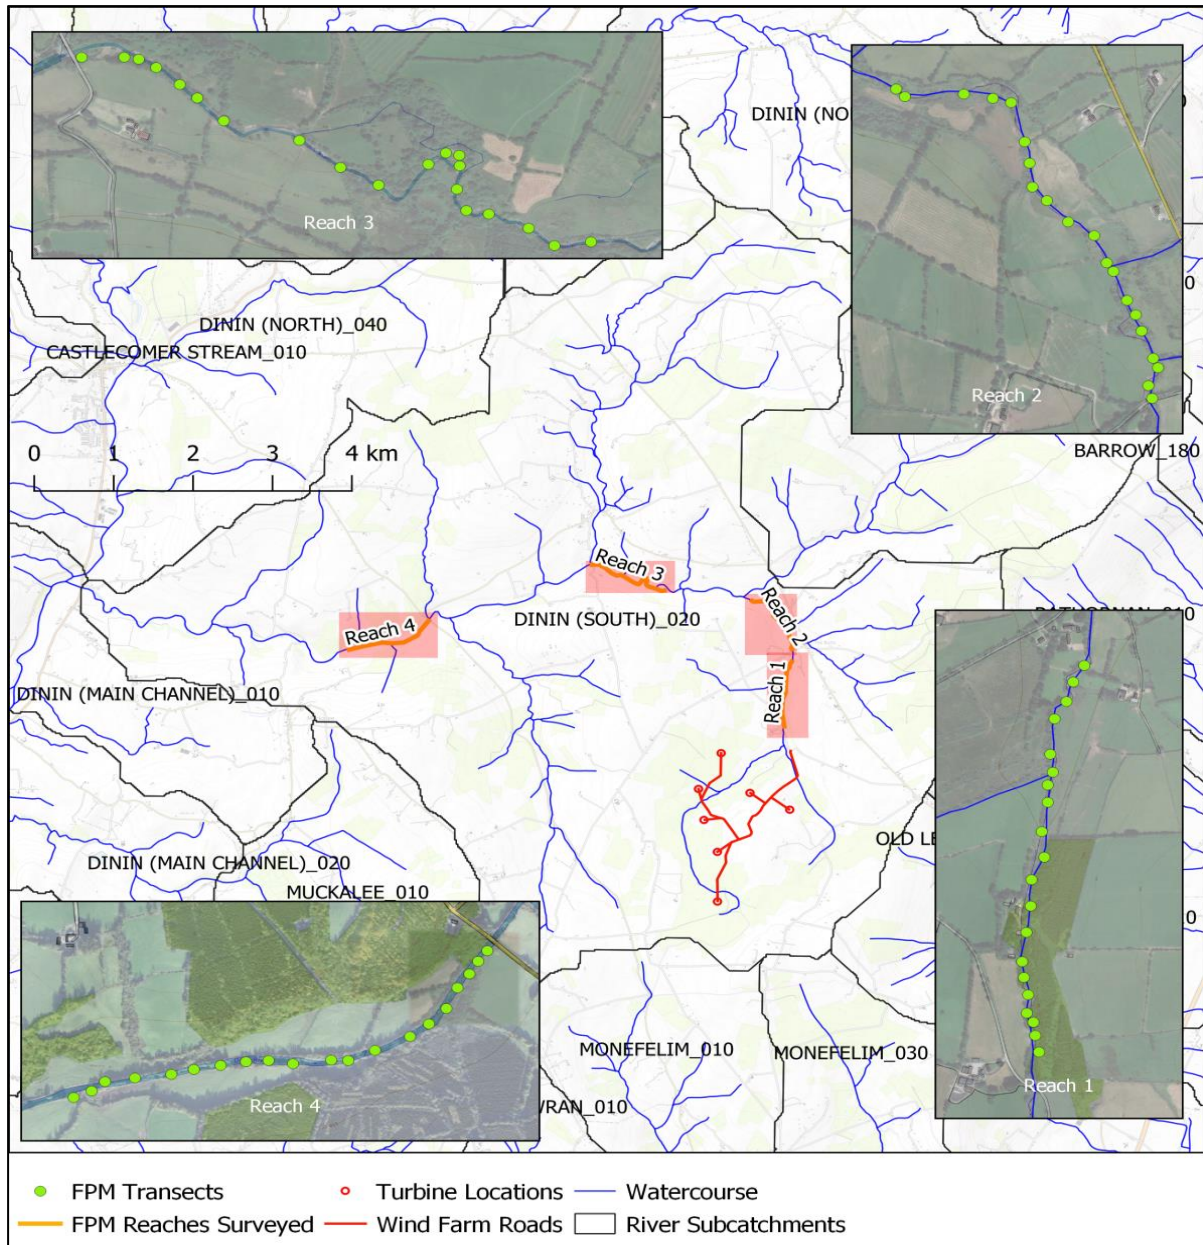 DININ (NO
Reach 3
DININ (NORTH)_040
CASTLECOMER STREAM_010
Reach 2
BARROW_180
0 1 2 3 4 km
Reach 3
Reach 2
Reach 4
DININ (SOUTH)_020
Reach 1
DININ (MAIN CHANNEL)_010
OLD LE
DININ (MAIN CHANNEL)_020
MUCKALEE_010
MONEFELIM_010
MONEFELIM_030
Reach 1
Reach 4
WRAN_010
FPM Transects
Turbine Locations
Watercourse
FPM Reaches Surveyed
Wind Farm Roads
River Subcatchments